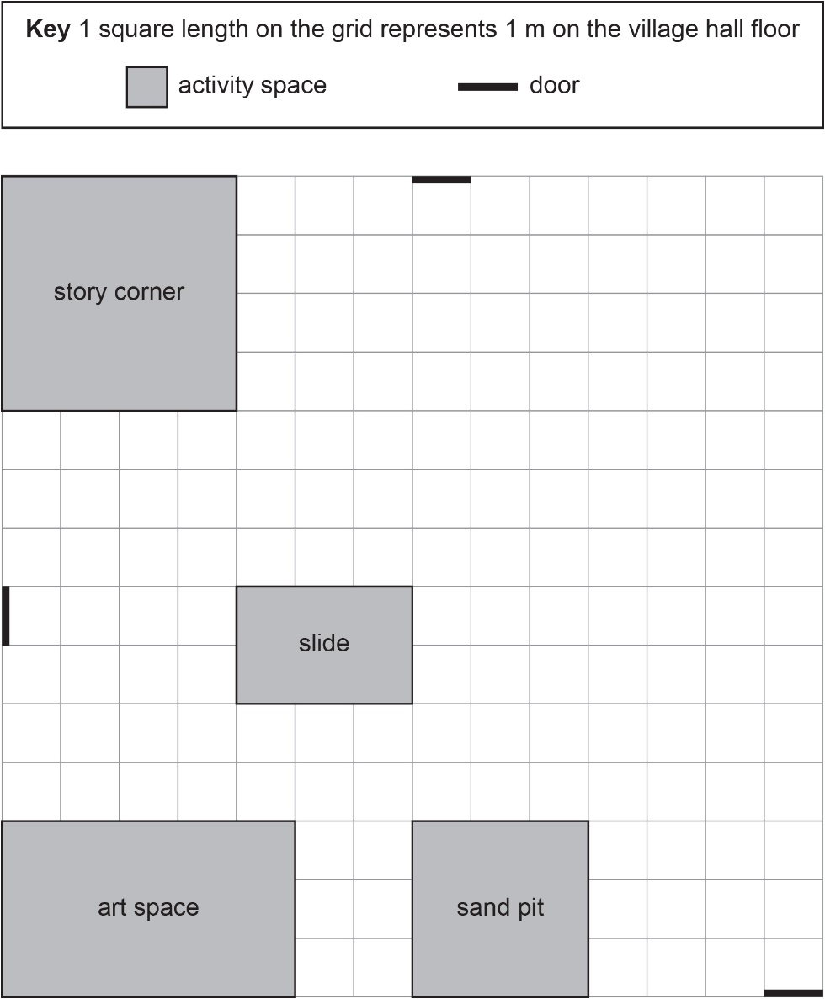 Key 1 square length on the grid represents 1 m on the village hall floor
activity space door
story corner
slide
art space sand pit